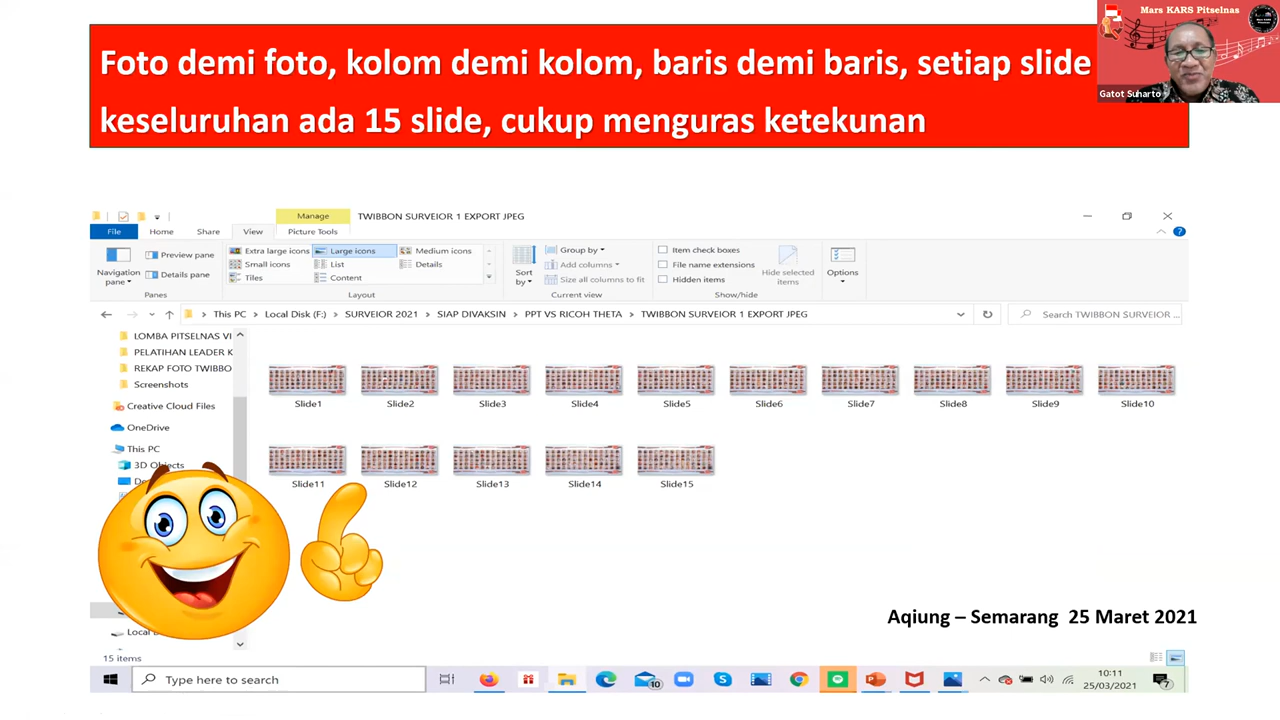 Mars KARS Pitselnas
Gatot Suharto
Foto demi foto, kolom demi kolom, baris demi baris, setiap slide
keseluruhan ada 15 slide, cukup menguras ketekunan
Manage
TWIBBON SURVEIOR 1 EXPORT JPEG
File
Home
Share
View
Picture Tools
Navigation
pane
Preview pane
Details pane
Panes
Extra large icons
Large icons
Medium icons
Small icons
List
Details
Tiles
Content
Layout
Sort
by
Group by
Add columns
Size all columns to fit
Current view
Item check boxes
File name extensions
Hidden items
Hide selected
items
Show/hide
Options
This PC > Local Disk (F:) > SURVEIOR 2021 > SIAP DIVAKSIN > PPT VS RICOH THETA > TWIBBON SURVEIOR 1 EXPORT JPEG
Search TWIBBON SURVEIOR ...
LOMBA PITSELNAS VI
PELATIHAN LEADER K
REKAP FOTO TWIBBO
Screenshots
Creative Cloud Files
OneDrive
This PC
3D Objects
De
Local D
Slide1
Slide2
Slide3
Slide4
Slide5
Slide6
Slide7
Slide8
Slide9
Slide10
Slide11
Slide12
Slide13
Slide14
Slide15
Aqiung – Semarang 25 Maret 2021
15 items
Type here to search
10
10:11
25/03/2021
7